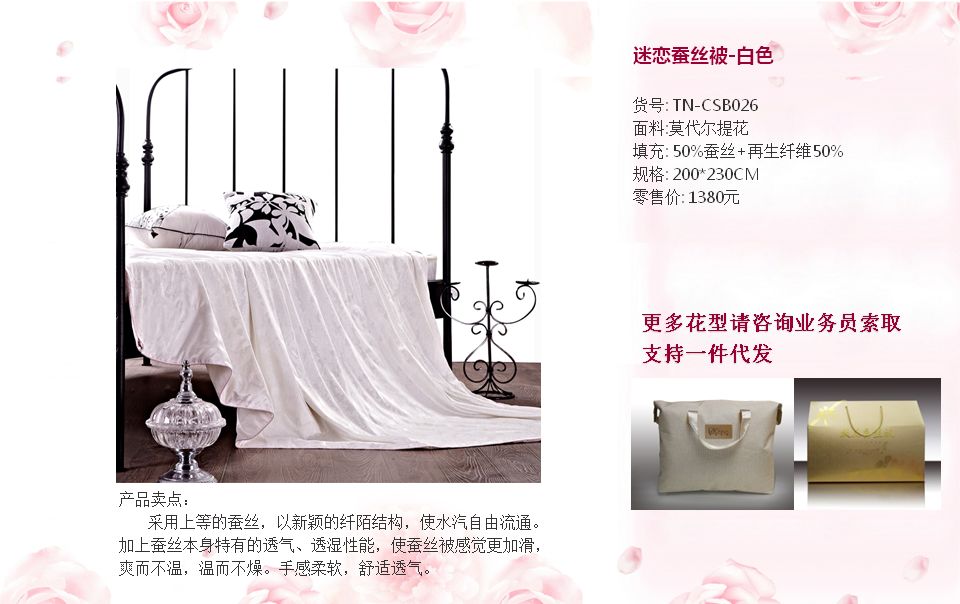 迷恋蚕丝被-白色
货号: TN-CSB026
面料:莫代尔提花
填充: 50%蚕丝+再生纤维50%
规格: 200*230CM
零售价: 1380元
更多花型请咨询业务员索取
支持一件代发
产品卖点：
采用上等的蚕丝，以新颖的纤陌结构，使水汽自由流通。
加上蚕丝本身特有的透气、透湿性能，使蚕丝被感觉更加滑，
爽而不温，温而不燥。手感柔软，舒适透气。